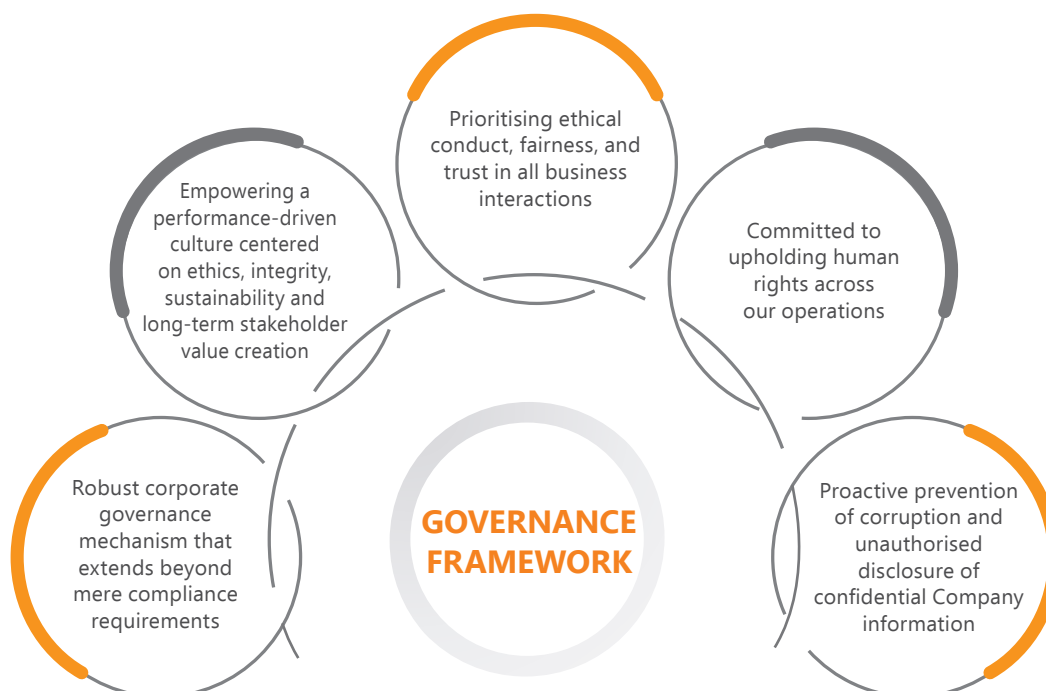 Prioritising ethical
conduct, fairness, and
trust in all business
interactions
Empowering a
performance-driven
culture centered
on ethics, integrity,
sustainability and
long-term stakeholder
value creation
Committed to
upholding human
rights across
our operations
Robust corporate
governance
mechanism that
extends beyond
mere compliance
requirements
GOVERNANCE
FRAMEWORK
Proactive prevention
of corruption and
unauthorised
disclosure of
confidential Company
information